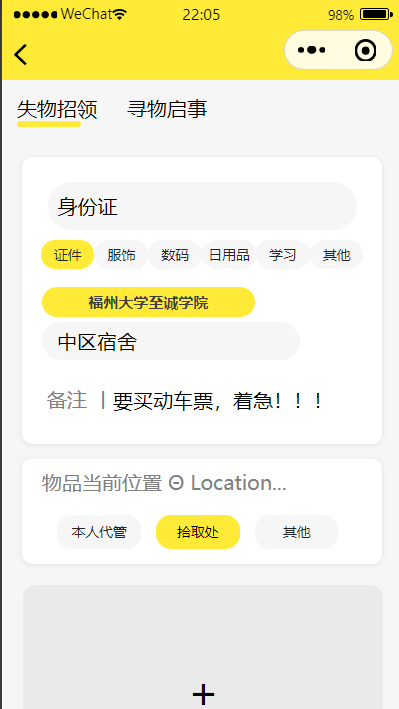 WeChat 22:05 98%
失物招领 寻物启事
身份证
证件 服饰 数码 日用品 学习 其他
福州大学至诚学院
中区宿舍
备注 | 要买动车票，着急！！！
物品当前位置 Θ Location...
本人代管 拾取处 其他
+